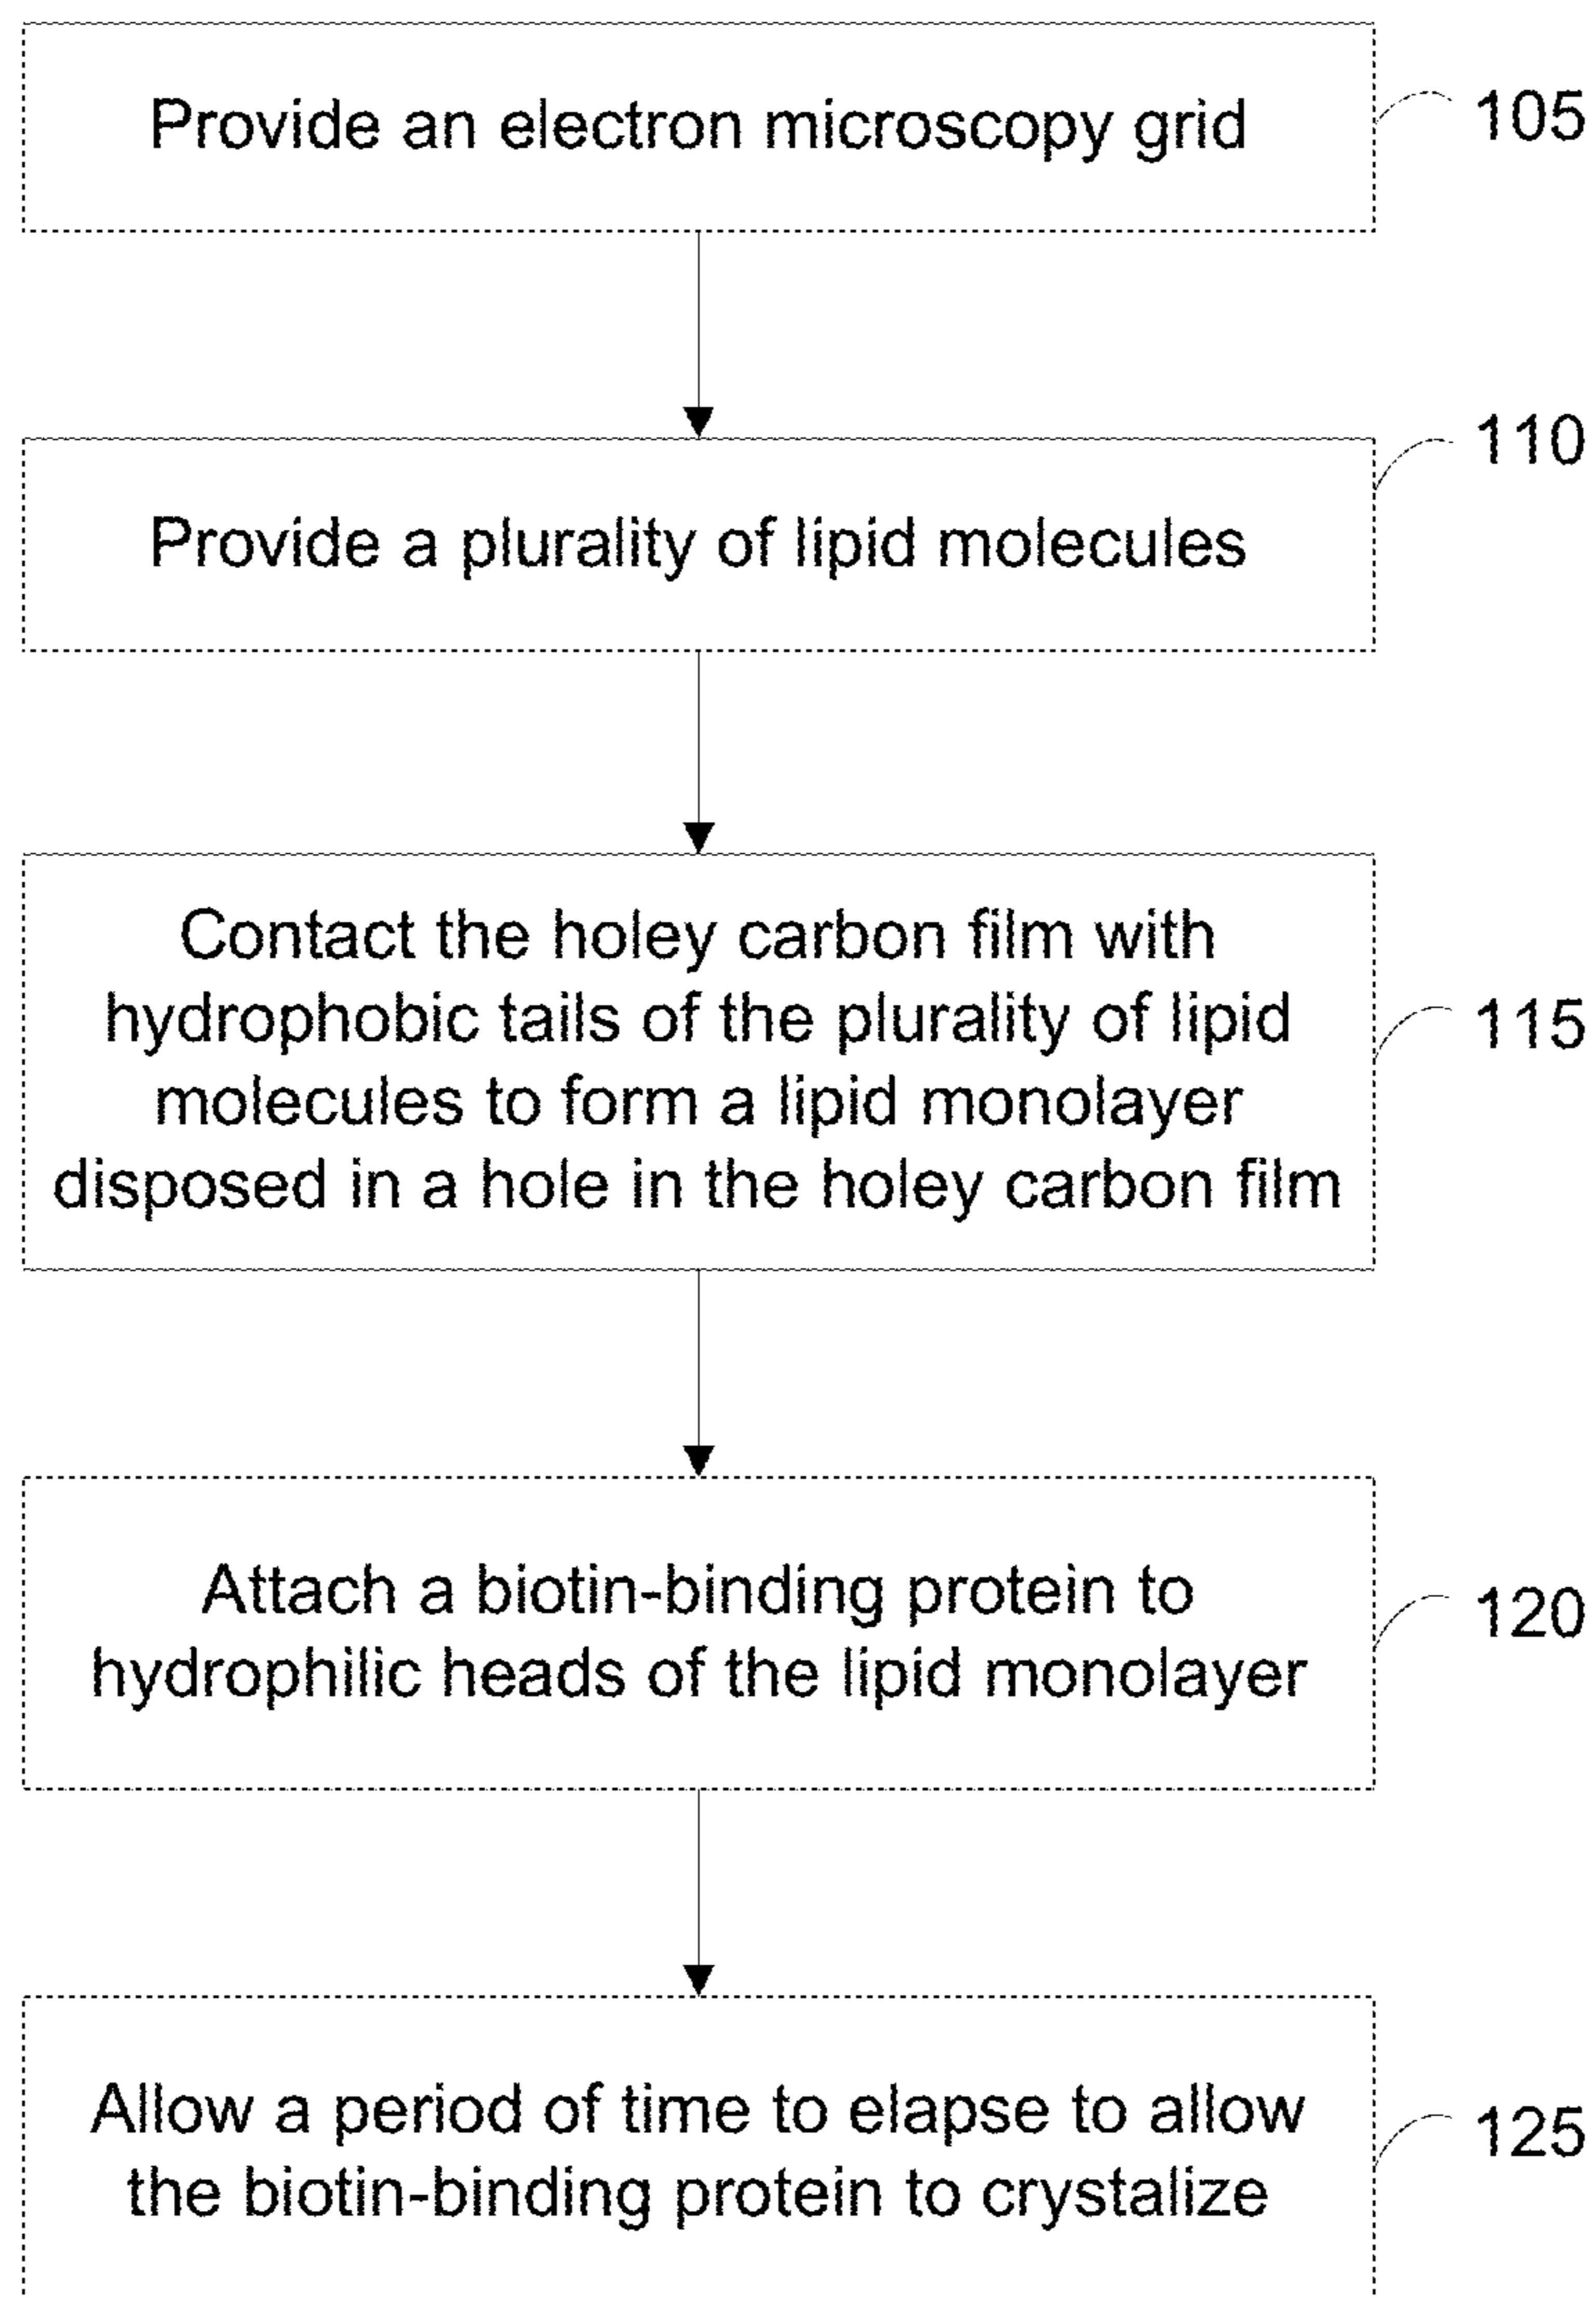 Provide an electron microscopy grid
105
Provide a plurality of lipid molecules
110
Contact the holey carbon film with
hydrophobic tails of the plurality of lipid
molecules to form a lipid monolayer
disposed in a hole in the holey carbon film
115
Attach a biotin-binding protein to
hydrophilic heads of the lipid monolayer
120
Allow a period of time to elapse to allow
the biotin-binding protein to crystalize
125